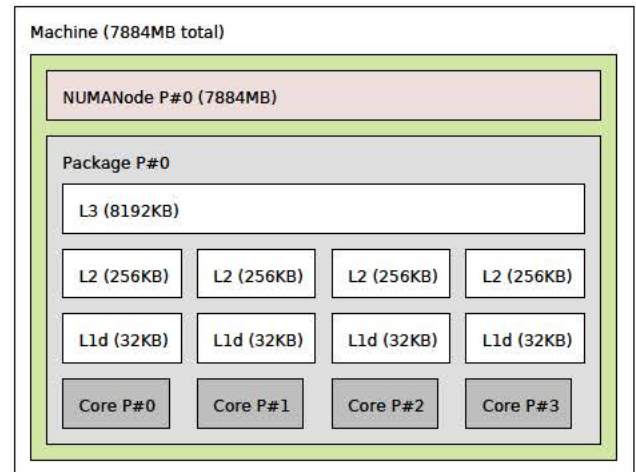 Machine (7884MB total)
NUMANode P#0 (7884MB)
Package P#0
L3 (8192KB)
L2 (256KB) L2 (256KB) L2 (256KB) L2 (256KB)
L1d (32KB) L1d (32KB) L1d (32KB) L1d (32KB)
Core P#0 Core P#1 Core P#2 Core P#3